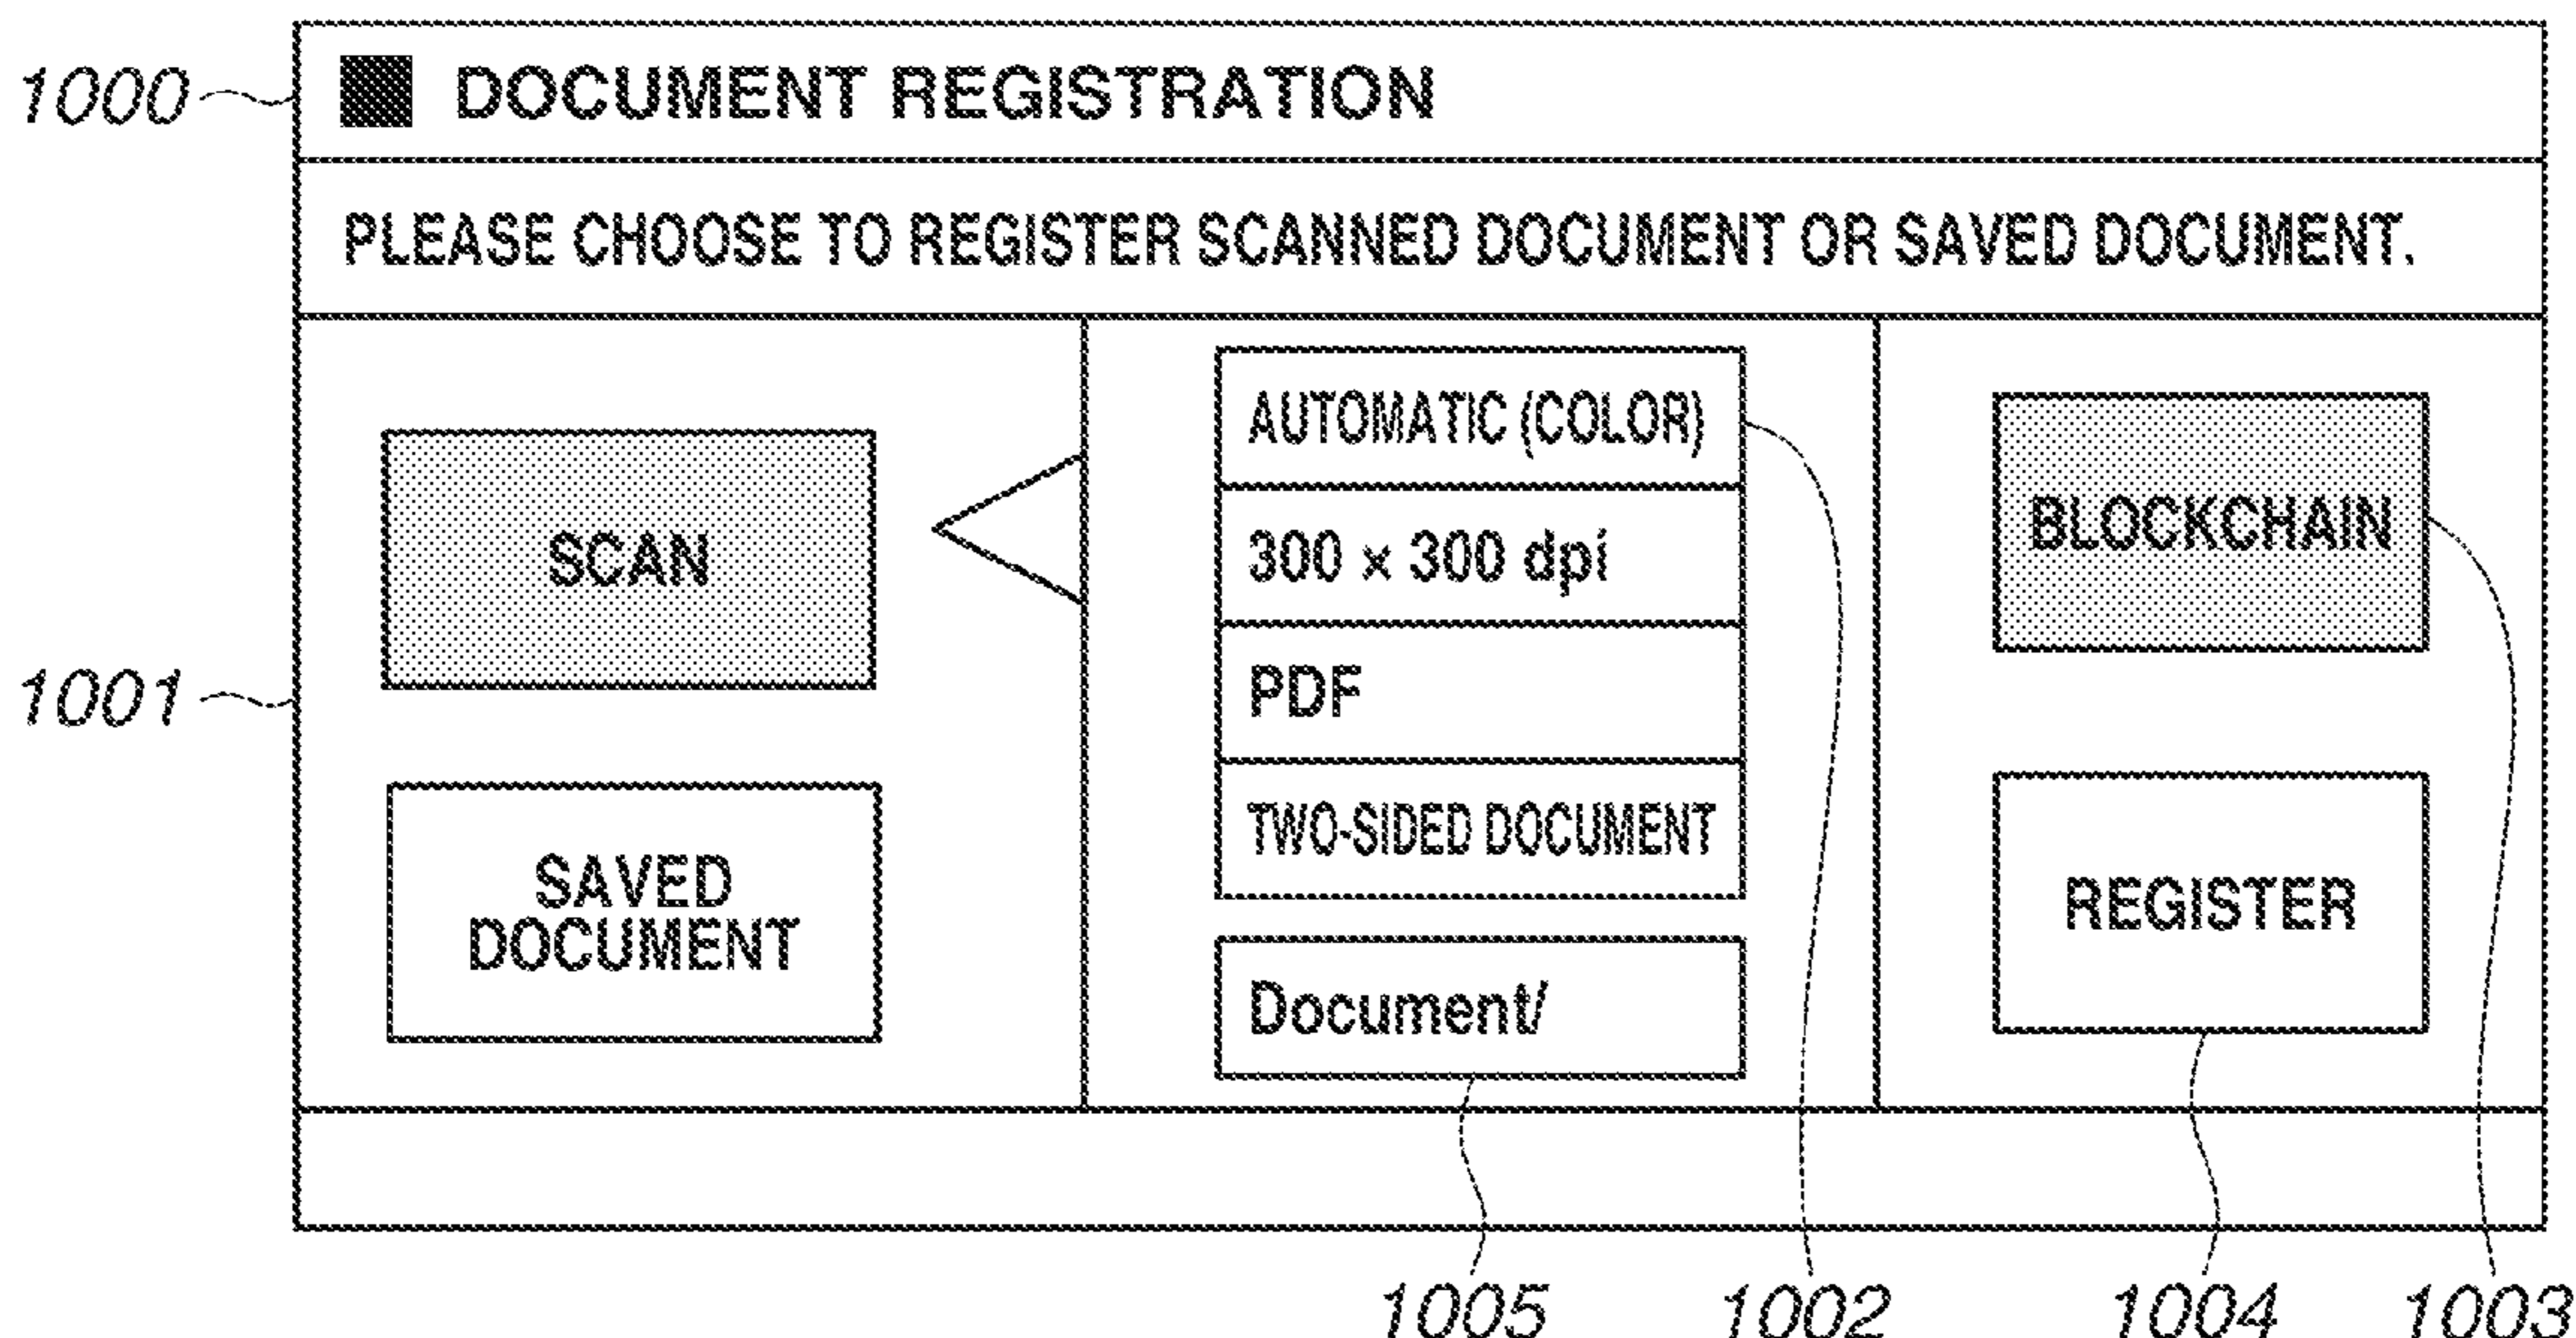 1000
DOCUMENT REGISTRATION
PLEASE CHOOSE TO REGISTER SCANNED DOCUMENT OR SAVED DOCUMENT.
1001
SCAN
SAVED
DOCUMENT
AUTOMATIC (COLOR)
300 × 300 dpi
PDF
TWO-SIDED DOCUMENT
Document/
BLOCKCHAIN
REGISTER
1005 1002 1004 1003